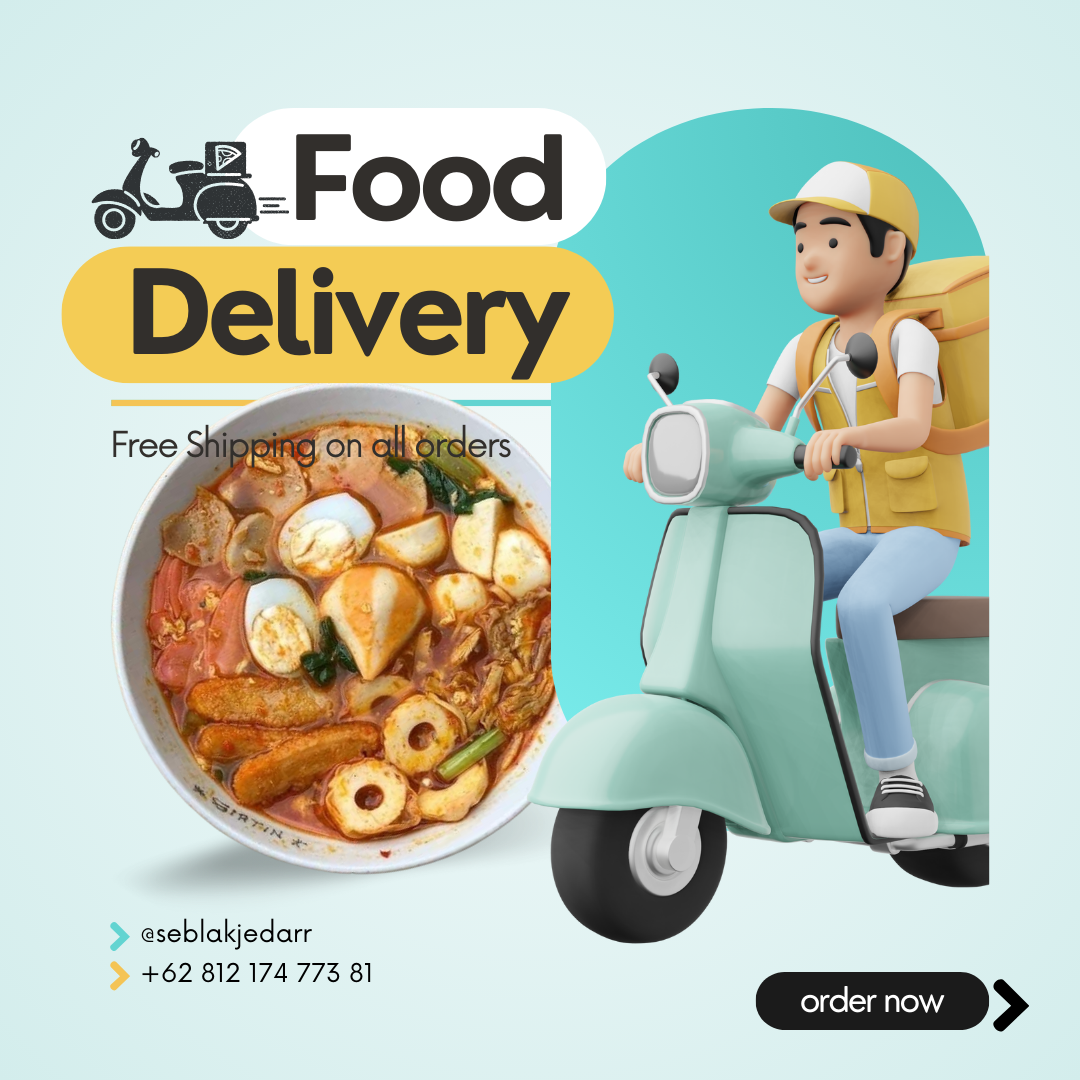 Food
Delivery
Free Shipping on all orders
@seblakjedarr
+62 812 174 773 81
order now